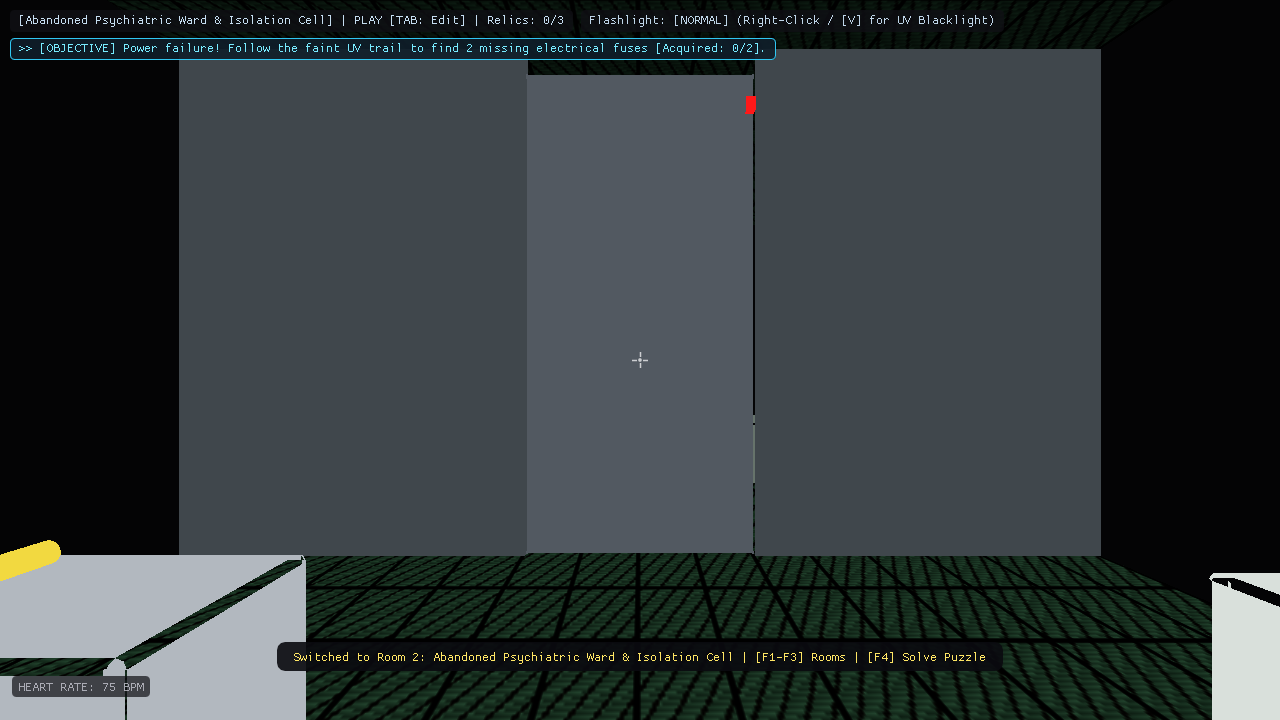 [Abandoned Psychiatric Ward & Isolation Cell] | PLAY [TAB: Edit] | Relics: 0/3    Flashlight: [NORMAL] (Right-Click / [V] for UV Blacklight)
>> [OBJECTIVE] Power failure! Follow the faint UV trail to find 2 missing electrical fuses [Acquired: 0/2].
Switched to Room 2: Abandoned Psychiatric Ward & Isolation Cell | [F1-F3] Rooms | [F4] Solve Puzzle
HEART RATE: 75 BPM